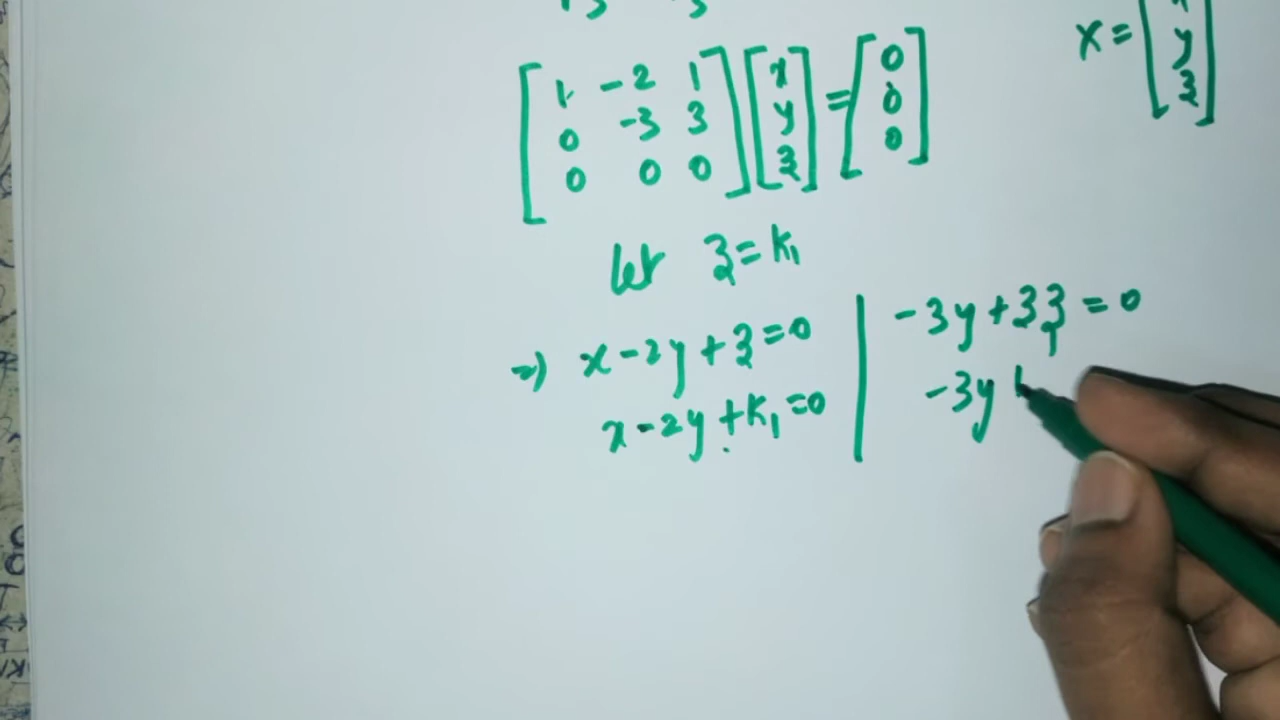 [1 -2 1] [x] = [0] x = [
[0 -3 3] [y] [0] y
[0 0 0] [z] [0] z ]
let z = k₁
⇒) x - 2y + z = 0 | -3y + 3z = 0
x - 2y + k₁ = 0 | -3y